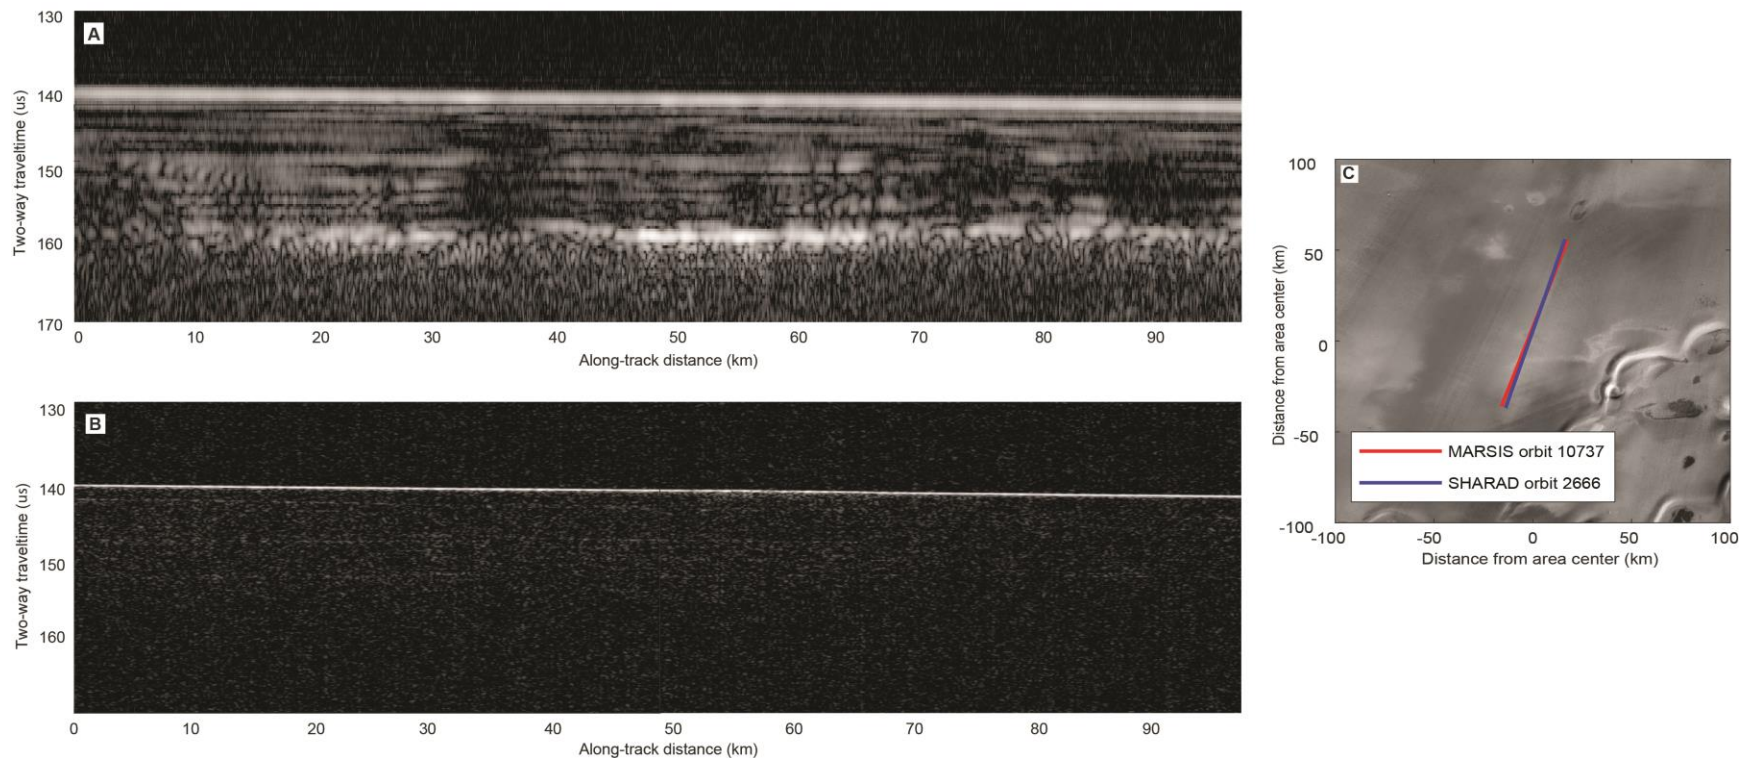 A
130
140
150
160
170
Two-way traveltime (us)
0 10 20 30 40 50 60 70 80 90
Along-track distance (km)
B
130
140
150
160
Two-way traveltime (us)
0 10 20 30 40 50 60 70 80 90
Along-track distance (km)
C
100
50
0
-50
-100
Distance from area center (km)
MARSIS orbit 10737
SHARAD orbit 2666
-100 -50 0 50 100
Distance from area center (km)